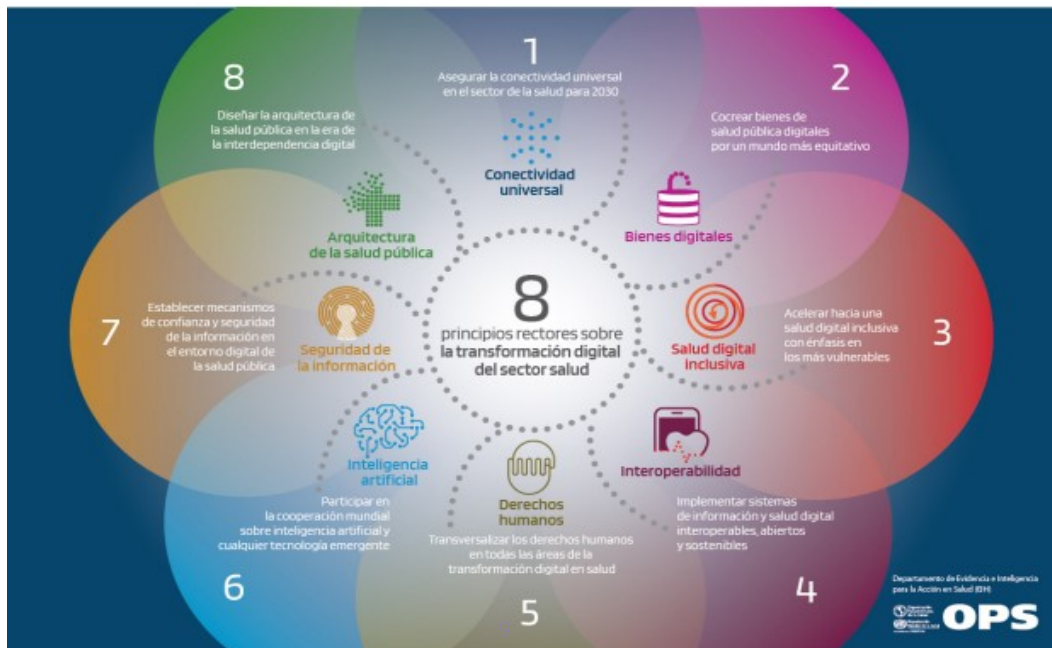 1
Asegurar la conectividad universal
en el sector de la salud para 2030
Conectividad
universal
2
Cocrear bienes de
salud pública digitales
por un mundo más equitativo
Bienes digitales
3
Acelerar hacia una
salud digital inclusiva
con énfasis en
los más vulnerables
Salud digital
inclusiva
4
Interoperabilidad
Implementar sistemas
de información y salud digital
interoperables, abiertos
y sostenibles
5
Derechos
humanos
Transversalizar los derechos humanos
en todas las áreas de la
transformación digital en salud
6
Inteligencia
artificial
Participar en
la cooperación mundial
sobre inteligencia artificial y
cualquier tecnología emergente
7
Establecer mecanismos
de confianza y seguridad
de la información en
el entorno digital de
la salud pública
Seguridad de
la información
8
Diseñar la arquitectura de
la salud pública en la era de
la interdependencia digital
Arquitectura
de la salud pública
8
principios rectores sobre
la transformación digital
del sector salud
Departamento de Evidencia e Inteligencia
para la Acción en Salud (EIH)
OPS